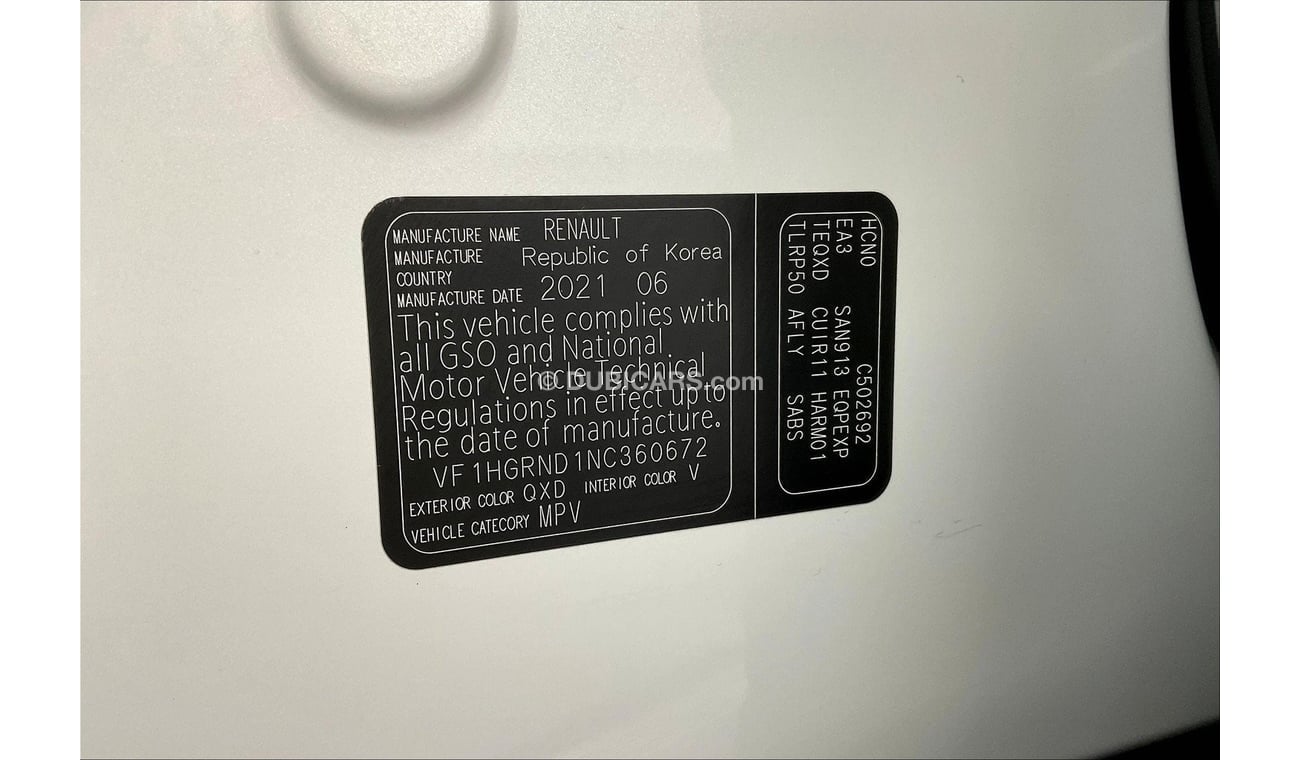 MANUFACTURE NAME RENAULT
MANUFACTURE Republic of Korea
COUNTRY
MANUFACTURE DATE 2021 06
This vehicle complies with
all GSO and National
Motor Vehicle Technical
Regulations in effect up to
the date of manufacture.
VF1HGRND1NC360672
EXTERIOR COLOR QXD INTERIOR COLOR V
VEHICLE CATECORY MPV
HCNO C502692
EA3 SAN913 EQPEXP
TEQXD CUIR11 HARM01
TLRP50 AFLY SABS
© DUBICARS.com